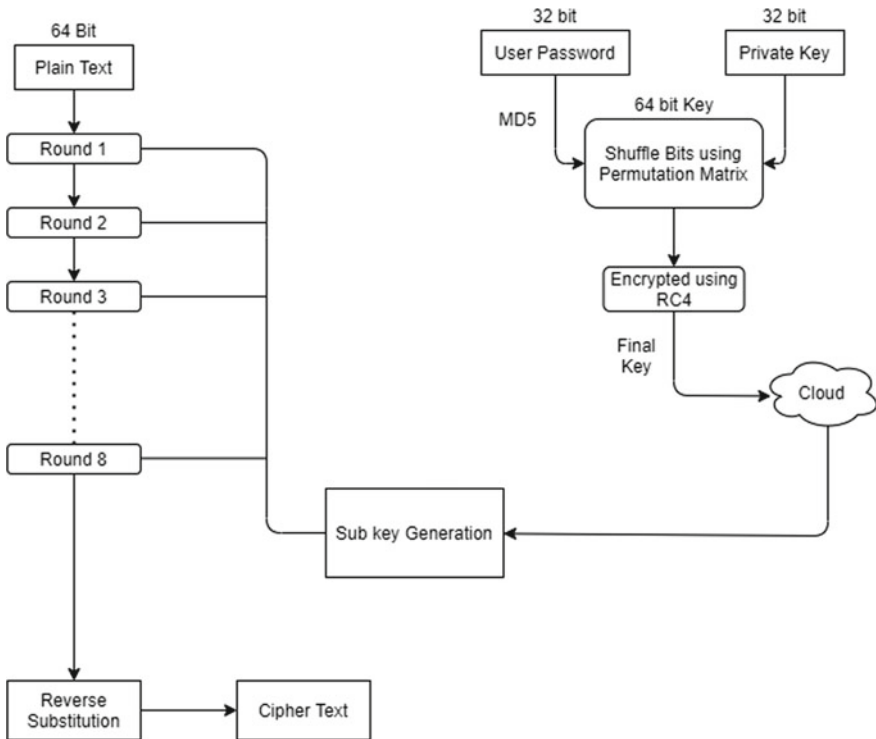 64 Bit
Plain Text
Round 1
Round 2
Round 3
Round 8
Reverse
Substitution
Cipher Text
32 bit
User Password
32 bit
Private Key
MD5
64 bit Key
Shuffle Bits using
Permutation Matrix
Encrypted using
RC4
Final
Key
Cloud
Sub key Generation